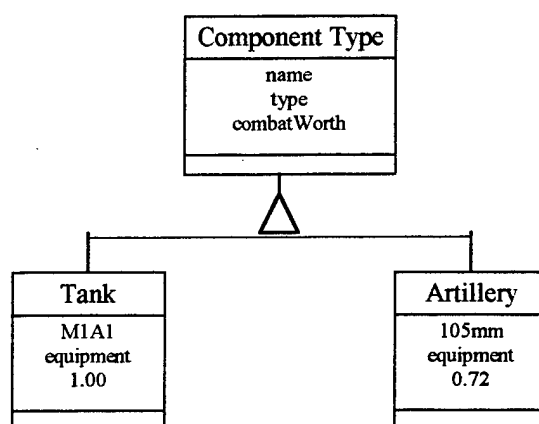 Component Type
name
type
combatWorth
Tank
M1A1
equipment
1.00
Artillery
105mm
equipment
0.72